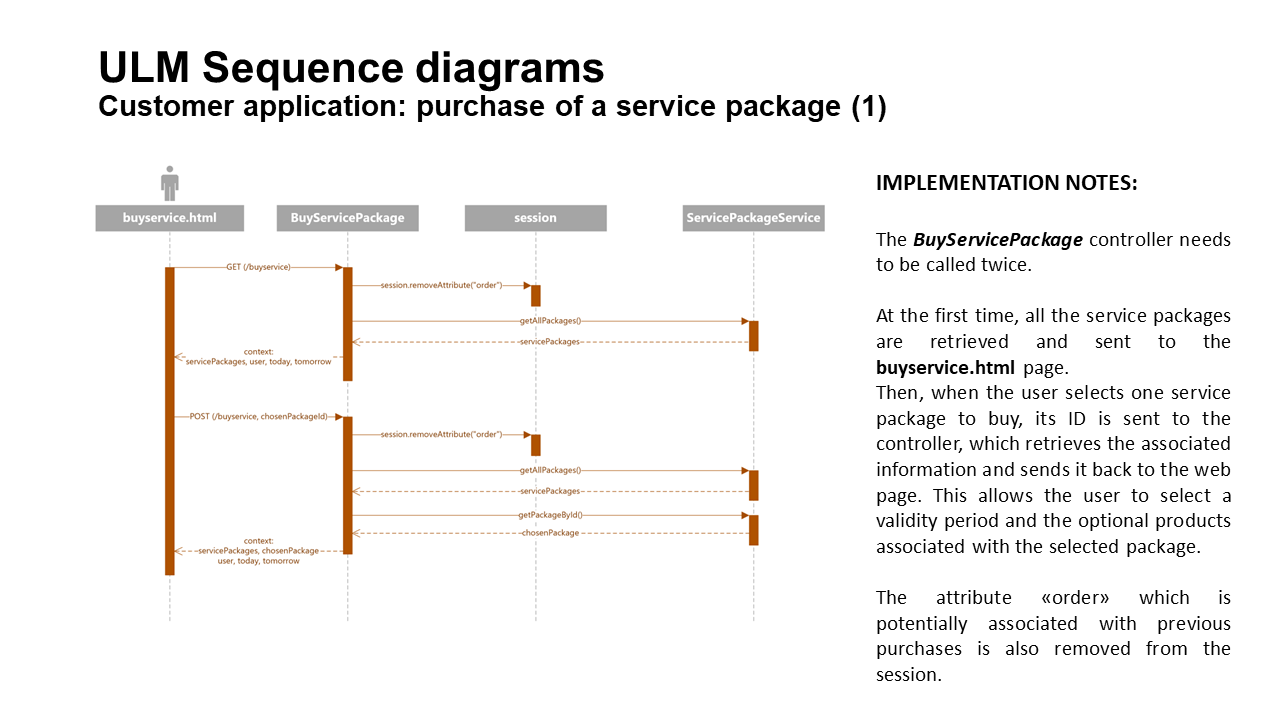 ULM Sequence diagrams
Customer application: purchase of a service package (1)
buyservice.html
BuyServicePackage
session
ServicePackageService
GET (/buyservice)
session.removeAttribute("order")
getAllPackages()
servicePackages
context:
servicePackages, user, today, tomorrow
POST (/buyservice, chosenPackageId)
session.removeAttribute("order")
getAllPackages()
servicePackages
getPackageById()
chosenPackage
context:
servicePackages, chosenPackage
user, today, tomorrow
IMPLEMENTATION NOTES:
The BuyServicePackage controller needs
to be called twice.
At the first time, all the service packages
are retrieved and sent to the
buyservice.html page.
Then, when the user selects one service
package to buy, its ID is sent to the
controller, which retrieves the associated
information and sends it back to the web
page. This allows the user to select a
validity period and the optional products
associated with the selected package.
The attribute «order» which is
potentially associated with previous
purchases is also removed from the
session.